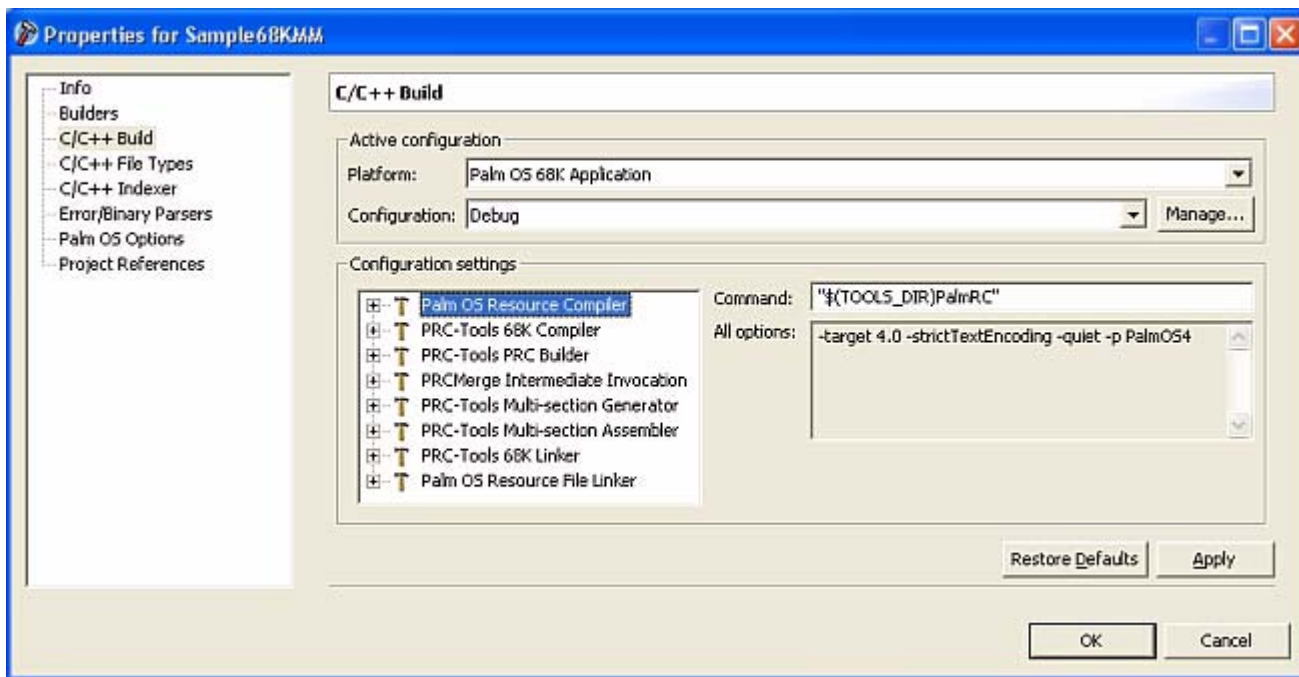 Properties for Sample68KMM
Info
Builders
C/C++ Build
C/C++ File Types
C/C++ Indexer
Error/Binary Parsers
Palm OS Options
Project References
C/C++ Build
Active configuration
Platform: Palm OS 68K Application
Configuration: Debug Manage...
Configuration settings
Palm OS Resource Compiler
PRC-Tools 68K Compiler
PRC-Tools PRC Builder
PRCMerge Intermediate Invocation
PRC-Tools Multi-section Generator
PRC-Tools Multi-section Assembler
PRC-Tools 68K Linker
Palm OS Resource File Linker
Command: "$(TOOLS_DIR)PalmRC"
All options: -target 4.0 -strictTextEncoding -quiet -p PalmOS4
Restore Defaults Apply
OK Cancel